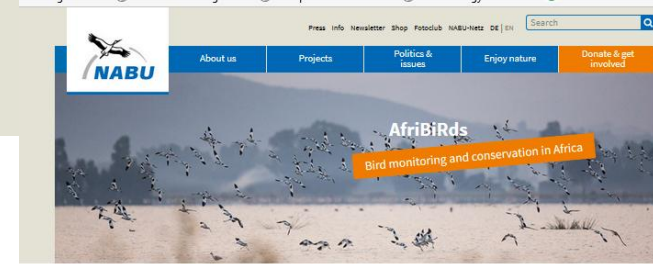 Press Info Newsletter Shop Fotoclub NABU-Netz DE | EN Search
NABU
About us Projects Politics & issues Enjoy nature Donate & get involved
AfriBiRds
Bird monitoring and conservation in Africa